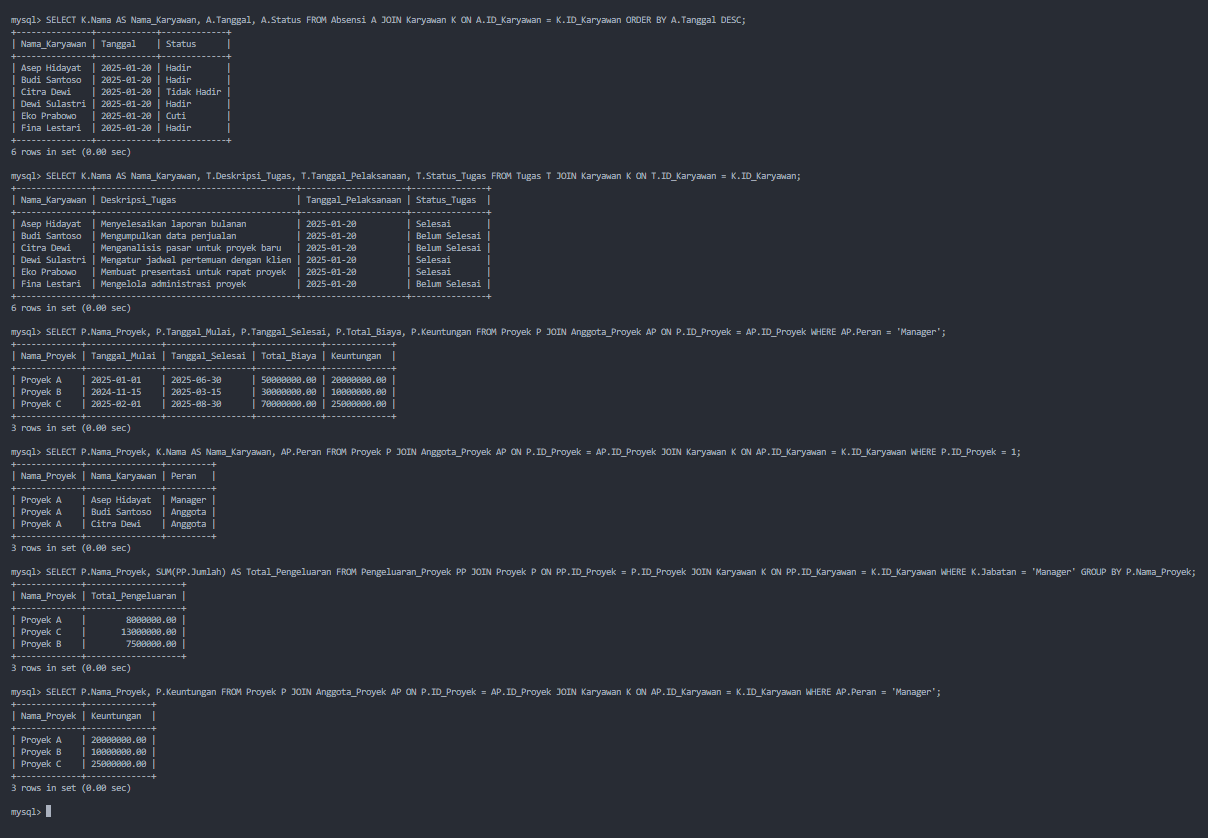 mysql> SELECT K.Nama AS Nama_Karyawan, A.Tanggal, A.Status FROM Absensi A JOIN Karyawan K ON A.ID_Karyawan = K.ID_Karyawan ORDER BY A.Tanggal DESC;
+---------------+------------+-------------+
| Nama_Karyawan | Tanggal    | Status      |
+---------------+------------+-------------+
| Asep Hidayat  | 2025-01-20 | Hadir       |
| Budi Santoso  | 2025-01-20 | Hadir       |
| Citra Dewi    | 2025-01-20 | Tidak Hadir |
| Dewi Sulastri | 2025-01-20 | Hadir       |
| Eko Prabowo   | 2025-01-20 | Cuti        |
| Fina Lestari  | 2025-01-20 | Hadir       |
+---------------+------------+-------------+
6 rows in set (0.00 sec)

mysql> SELECT K.Nama AS Nama_Karyawan, T.Deskripsi_Tugas, T.Tanggal_Pelaksanaan, T.Status_Tugas FROM Tugas T JOIN Karyawan K ON T.ID_Karyawan = K.ID_Karyawan;
+---------------+----------------------------------------+---------------------+---------------+
| Nama_Karyawan | Deskripsi_Tugas                        | Tanggal_Pelaksanaan | Status_Tugas  |
+---------------+----------------------------------------+---------------------+---------------+
| Asep Hidayat  | Menyelesaikan laporan bulanan          | 2025-01-20          | Selesai       |
| Budi Santoso  | Mengumpulkan data penjualan            | 2025-01-20          | Belum Selesai |
| Citra Dewi    | Menganalisis pasar untuk proyek baru   | 2025-01-20          | Belum Selesai |
| Dewi Sulastri | Mengatur jadwal pertemuan dengan klien | 2025-01-20          | Selesai       |
| Eko Prabowo   | Membuat presentasi untuk rapat proyek  | 2025-01-20          | Selesai       |
| Fina Lestari  | Mengelola administrasi proyek          | 2025-01-20          | Belum Selesai |
+---------------+----------------------------------------+---------------------+---------------+
6 rows in set (0.00 sec)

mysql> SELECT P.Nama_Proyek, P.Tanggal_Mulai, P.Tanggal_Selesai, P.Total_Biaya, P.Keuntungan FROM Proyek P JOIN Anggota_Proyek AP ON P.ID_Proyek = AP.ID_Proyek WHERE AP.Peran = 'Manager';
+-------------+---------------+-----------------+-------------+-------------+
| Nama_Proyek | Tanggal_Mulai | Tanggal_Selesai | Total_Biaya | Keuntungan  |
+-------------+---------------+-----------------+-------------+-------------+
| Proyek A    | 2025-01-01    | 2025-06-30      | 50000000.00 | 20000000.00 |
| Proyek B    | 2024-11-15    | 2025-03-15      | 30000000.00 | 10000000.00 |
| Proyek C    | 2025-02-01    | 2025-08-30      | 70000000.00 | 25000000.00 |
+-------------+---------------+-----------------+-------------+-------------+
3 rows in set (0.00 sec)

mysql> SELECT P.Nama_Proyek, K.Nama AS Nama_Karyawan, AP.Peran FROM Proyek P JOIN Anggota_Proyek AP ON P.ID_Proyek = AP.ID_Proyek JOIN Karyawan K ON AP.ID_Karyawan = K.ID_Karyawan WHERE P.ID_Proyek = 1;
+-------------+---------------+---------+
| Nama_Proyek | Nama_Karyawan | Peran   |
+-------------+---------------+---------+
| Proyek A    | Asep Hidayat  | Manager |
| Proyek A    | Budi Santoso  | Anggota |
| Proyek A    | Citra Dewi    | Anggota |
+-------------+---------------+---------+
3 rows in set (0.00 sec)

mysql> SELECT P.Nama_Proyek, SUM(PP.Jumlah) AS Total_Pengeluaran FROM Pengeluaran_Proyek PP JOIN Proyek P ON PP.ID_Proyek = P.ID_Proyek JOIN Karyawan K ON PP.ID_Karyawan = K.ID_Karyawan WHERE K.Jabatan = 'Manager' GROUP BY P.Nama_Proyek;
+-------------+-------------------+
| Nama_Proyek | Total_Pengeluaran |
+-------------+-------------------+
| Proyek A    |        8000000.00 |
| Proyek C    |       13000000.00 |
| Proyek B    |        7500000.00 |
+-------------+-------------------+
3 rows in set (0.00 sec)

mysql> SELECT P.Nama_Proyek, P.Keuntungan FROM Proyek P JOIN Anggota_Proyek AP ON P.ID_Proyek = AP.ID_Proyek JOIN Karyawan K ON AP.ID_Karyawan = K.ID_Karyawan WHERE AP.Peran = 'Manager';
+-------------+-------------+
| Nama_Proyek | Keuntungan  |
+-------------+-------------+
| Proyek A    | 20000000.00 |
| Proyek B    | 10000000.00 |
| Proyek C    | 25000000.00 |
+-------------+-------------+
3 rows in set (0.00 sec)

mysql>